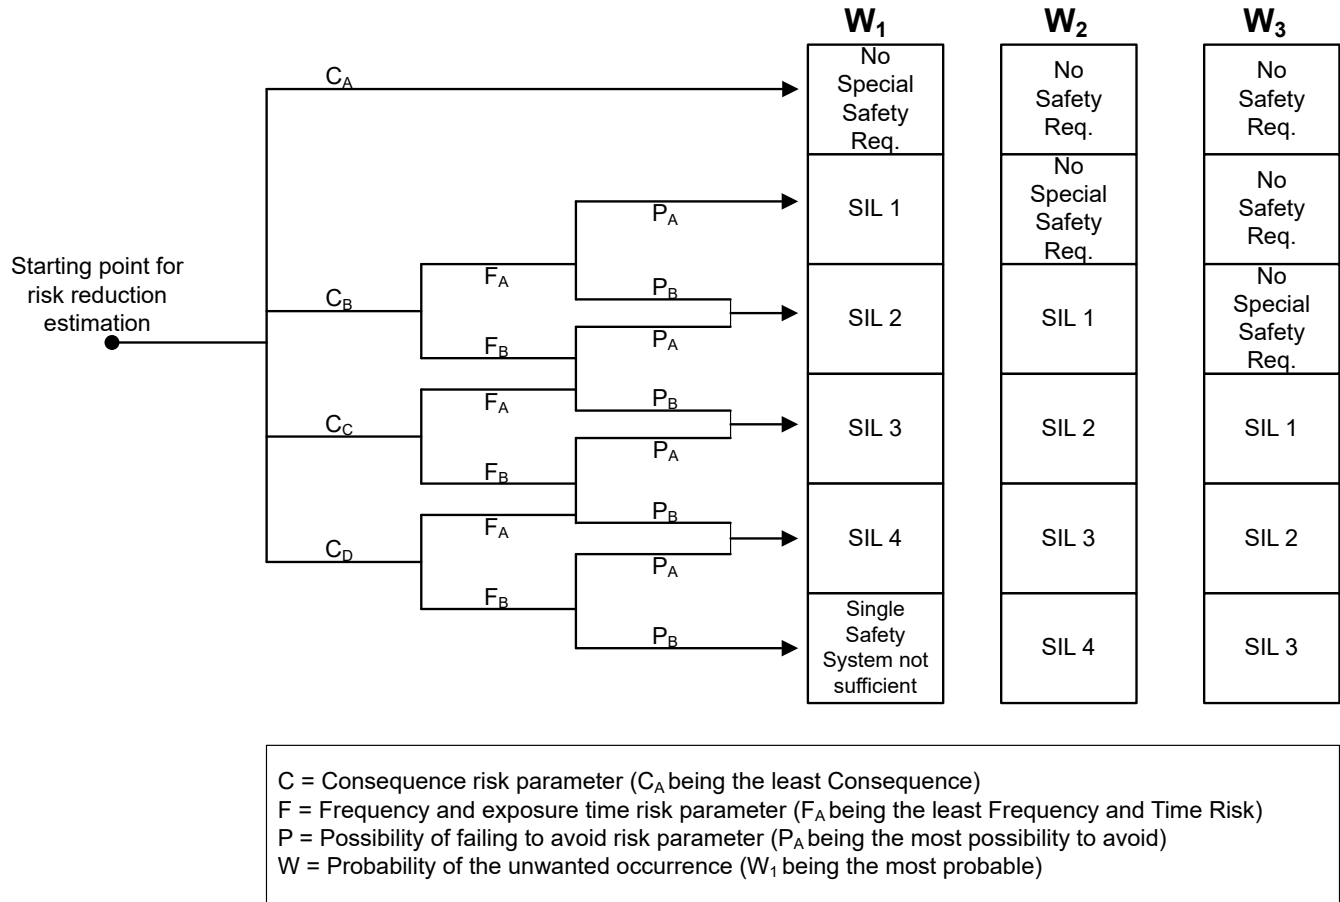 W1
W2
W3
No
Special
Safety
Req.
No
Safety
Req.
No
Safety
Req.
CA
SIL 1
No
Special
Safety
Req.
No
Safety
Req.
PA
Starting point for
risk reduction
estimation
FA
CB
PB
SIL 2
SIL 1
No
Special
Safety
Req.
FB
PA
FA
PB
CC
SIL 3
SIL 2
SIL 1
PA
FB
PB
FA
CD
SIL 4
SIL 3
SIL 2
PA
FB
PB
Single
Safety
System not
sufficient
SIL 4
SIL 3
C = Consequence risk parameter (CA being the least Consequence)
F = Frequency and exposure time risk parameter (FA being the least Frequency and Time Risk)
P = Possibility of failing to avoid risk parameter (PA being the most possibility to avoid)
W = Probability of the unwanted occurrence (W1 being the most probable)